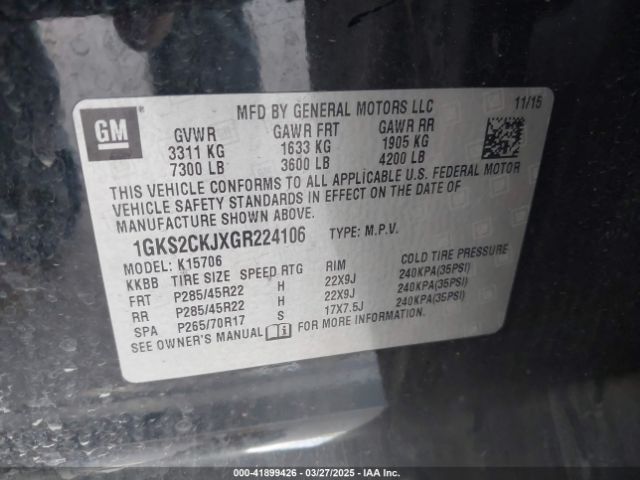 GM
MFD BY GENERAL MOTORS LLC 11/15
GVWR GAWR FRT GAWR RR
3311 KG 1633 KG 1905 KG
7300 LB 3600 LB 4200 LB
THIS VEHICLE CONFORMS TO ALL APPLICABLE U.S. FEDERAL MOTOR
VEHICLE SAFETY STANDARDS IN EFFECT ON THE DATE OF
MANUFACTURE SHOWN ABOVE.
1GKS2CKJXGR224106 TYPE: M.P.V.
MODEL: K15706
KKBB TIRE SIZE SPEED RTG RIM COLD TIRE PRESSURE
FRT P285/45R22 H 22X9J 240KPA(35PSI)
RR P285/45R22 H 22X9J 240KPA(35PSI)
SPA P265/70R17 S 17X7.5J 240KPA(35PSI)
SEE OWNER'S MANUAL FOR MORE INFORMATION.
000-41899426 - 03/27/2025 - IAA Inc.